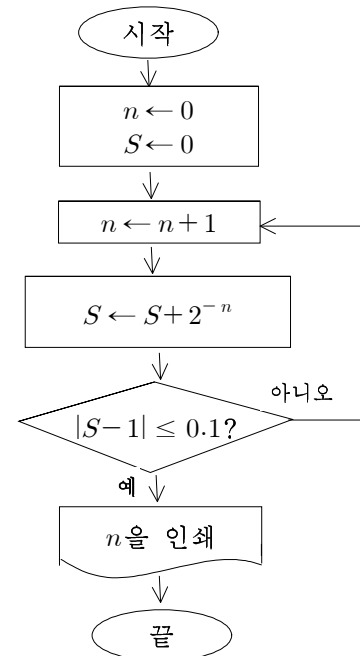 시작
n ← 0
S ← 0
n ← n + 1
S ← S + 2^{-n}
아니오
|S − 1| ≤ 0.1?
예
n을 인쇄
끝